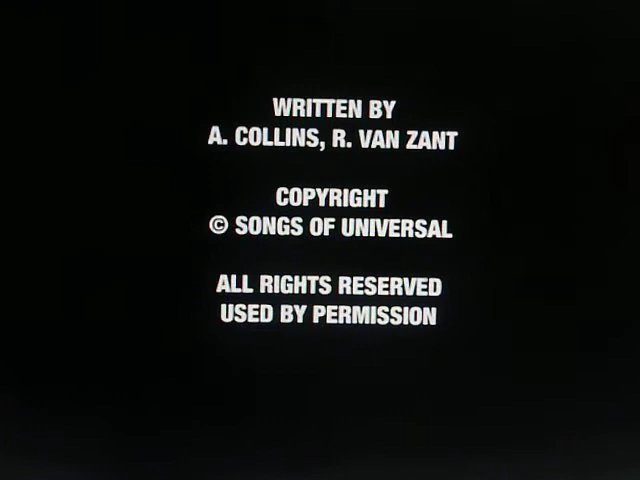 WRITTEN BY
A. COLLINS, R. VAN ZANT
COPYRIGHT
© SONGS OF UNIVERSAL
ALL RIGHTS RESERVED
USED BY PERMISSION